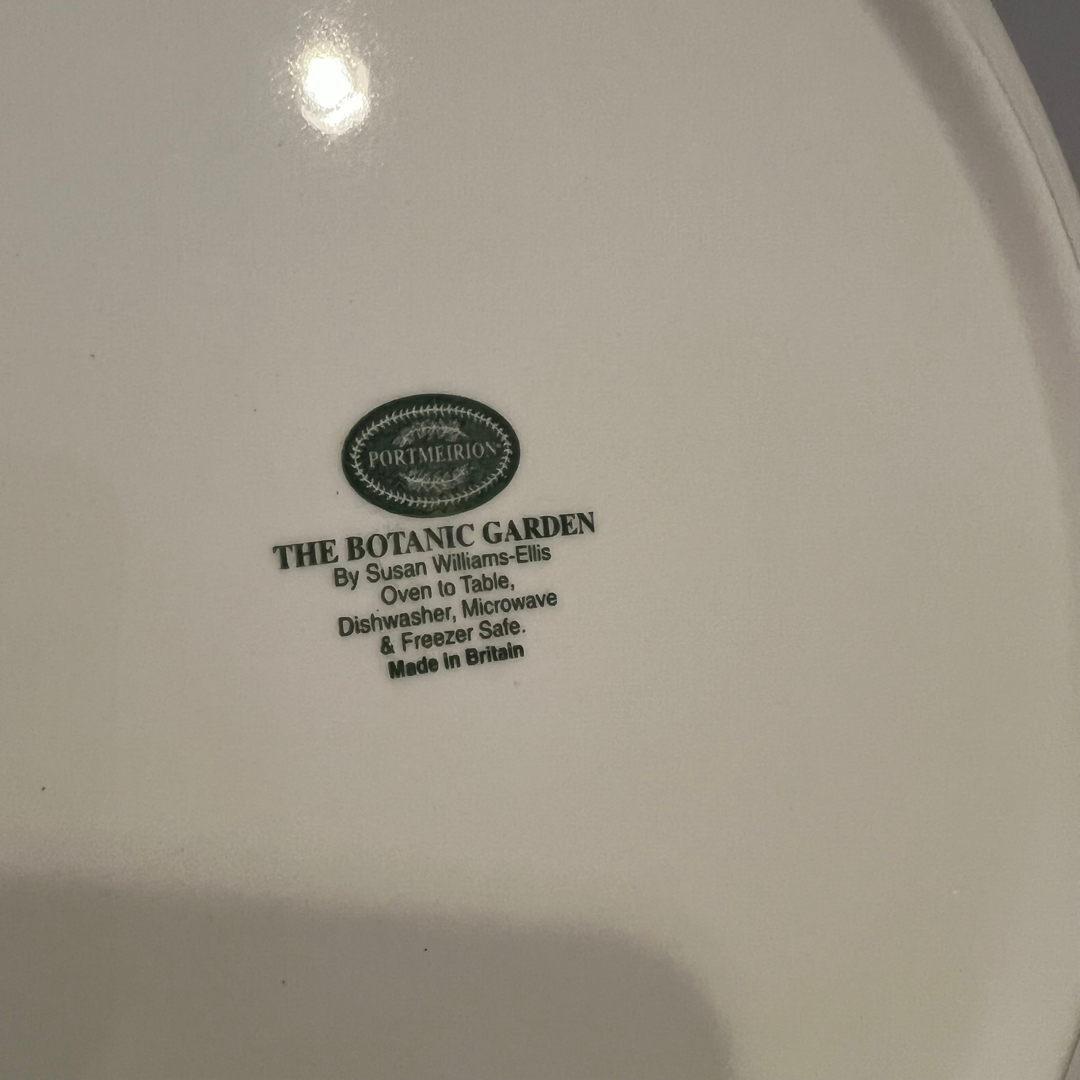 PORTMEIRION®
THE BOTANIC GARDEN
By Susan Williams-Ellis
Oven to Table,
Dishwasher, Microwave
& Freezer Safe.
Made in Britain